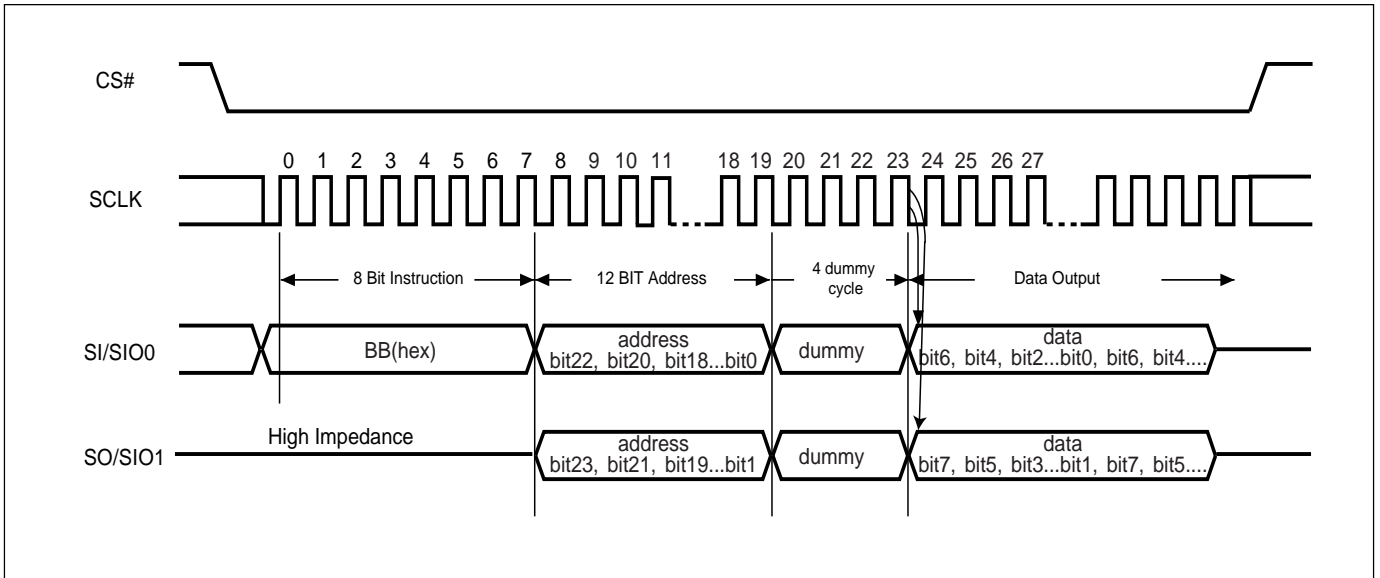 CS#
0 1 2 3 4 5 6 7 8 9 10 11 18 19 20 21 22 23 24 25 26 27
SCLK
8 Bit Instruction
12 BIT Address
4 dummy
cycle
Data Output
SI/SIO0
BB(hex)
address
bit22, bit20, bit18...bit0
dummy
data
bit6, bit4, bit2...bit0, bit6, bit4....
High Impedance
SO/SIO1
address
bit23, bit21, bit19...bit1
dummy
data
bit7, bit5, bit3...bit1, bit7, bit5....